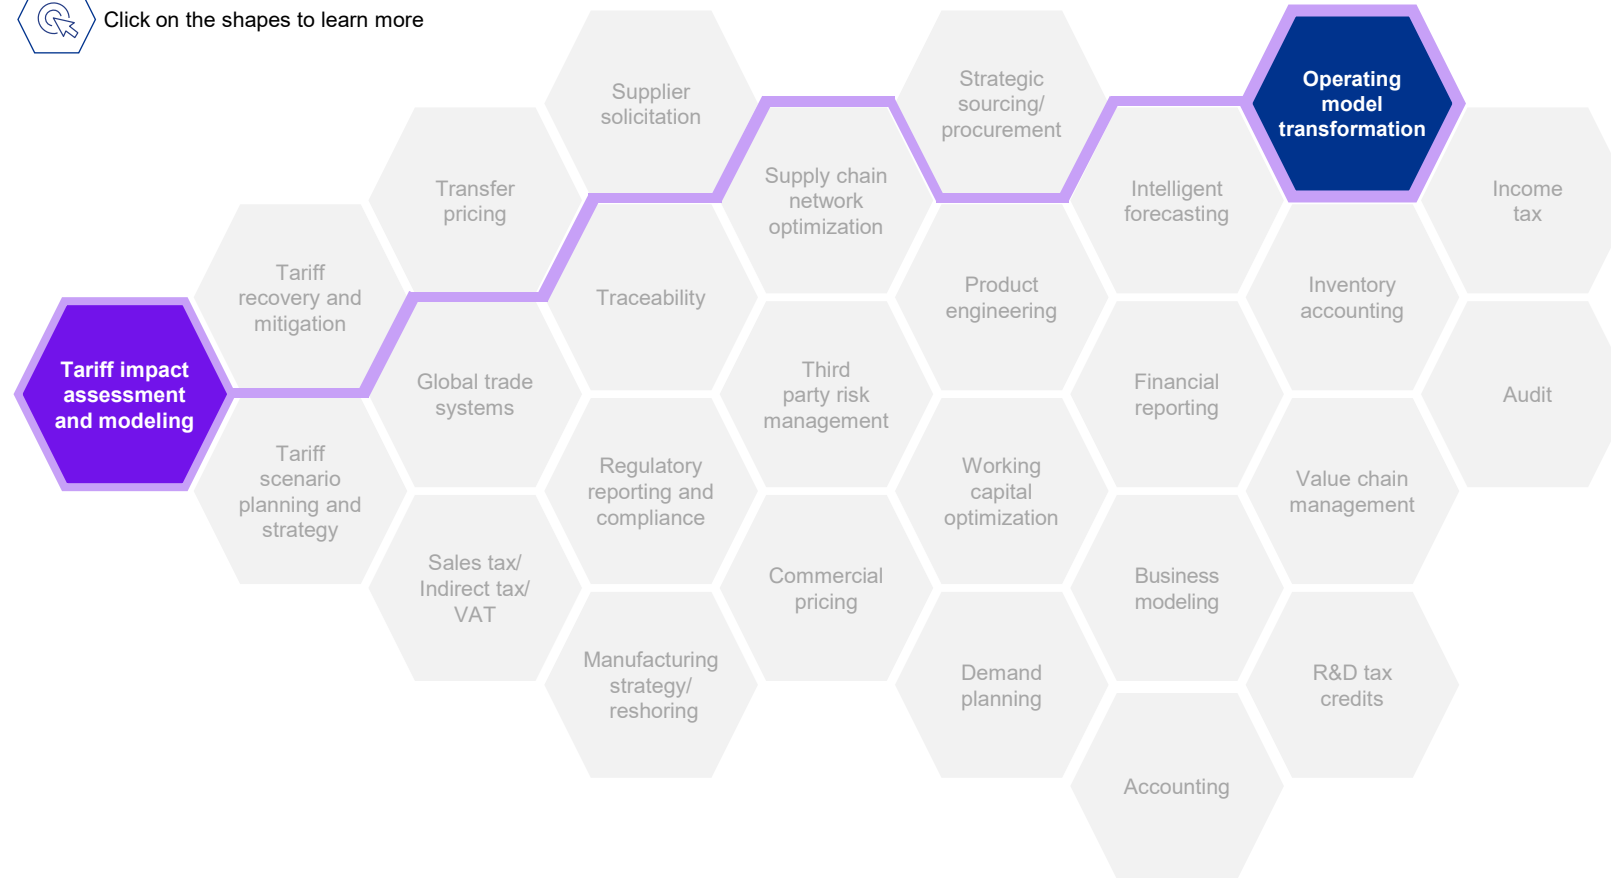 Click on the shapes to learn more
Supplier
solicitation
Strategic
sourcing/
procurement
Operating
model
transformation
Transfer
pricing
Supply chain
network
optimization
Intelligent
forecasting
Income
tax
Tariff
recovery and
mitigation
Traceability
Product
engineering
Inventory
accounting
Tariff impact
assessment
and modeling
Global trade
systems
Third
party risk
management
Financial
reporting
Audit
Tariff
scenario
planning and
strategy
Regulatory
reporting and
compliance
Working
capital
optimization
Value chain
management
Sales tax/
Indirect tax/
VAT
Commercial
pricing
Business
modeling
Manufacturing
strategy/
reshoring
Demand
planning
R&D tax
credits
Accounting